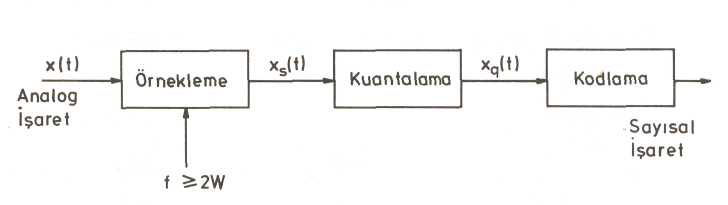 x(t)
Analog
İşaret
Örnekleme
f ≥ 2W
xs(t)
Kuantalama
xq(t)
Kodlama
Sayısal
İşaret